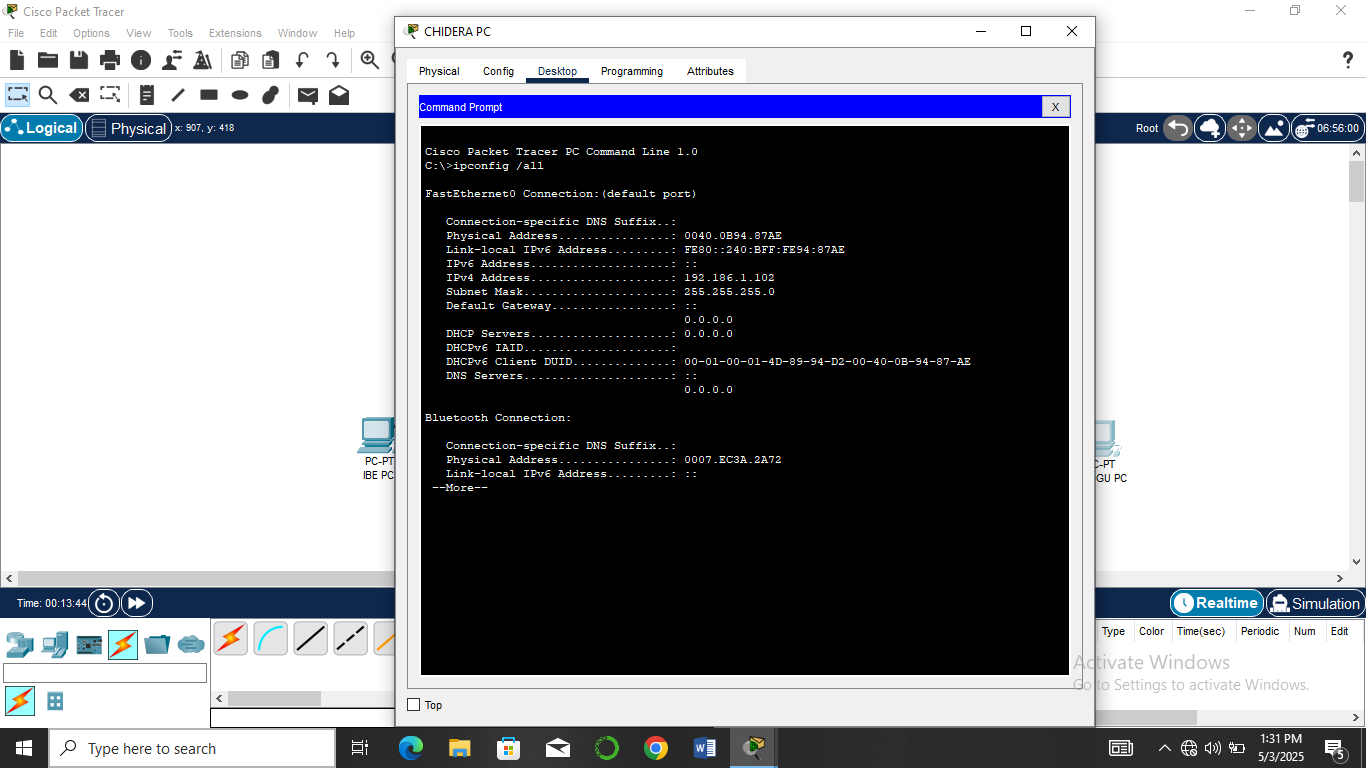 Cisco Packet Tracer
File Edit Options View Tools Extensions Window Help
Logical Physical x: 907, y: 418
Root 06:56:00
CHIDERA PC
Physical Config Desktop Programming Attributes
Command Prompt X
Cisco Packet Tracer PC Command Line 1.0
C:\>ipconfig /all
FastEthernet0 Connection:(default port)
Connection-specific DNS Suffix..:
Physical Address................: 0040.0B94.87AE
Link-local IPv6 Address.........: FE80::240:BFF:FE94:87AE
IPv6 Address....................: ::
IPv4 Address....................: 192.186.1.102
Subnet Mask.....................: 255.255.255.0
Default Gateway.................: ::
0.0.0.0
DHCP Servers....................: 0.0.0.0
DHCPv6 IAID.....................:
DHCPv6 Client DUID..............: 00-01-00-01-4D-89-94-D2-00-40-0B-94-87-AE
DNS Servers.....................: ::
0.0.0.0
Bluetooth Connection:
Connection-specific DNS Suffix..:
Physical Address................: 0007.EC3A.2A72
Link-local IPv6 Address.........: ::
--More--
Top
PC-PT
IBE PC
C-PT
GU PC
Time: 00:13:44
Realtime Simulation
Type Color Time(sec) Periodic Num Edit
Activate Windows
Go to Settings to activate Windows.
Type here to search
1:31 PM
5/3/2025
5